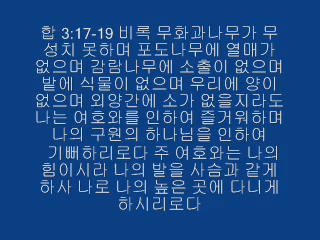 합 3:17-19 비록 무화과나무가 무
성치 못하며 포도나무에 열매가
없으며 감람나무에 소출이 없으며
밭에 식물이 없으며 우리에 양이
없으며 외양간에 소가 없을지라도
나는 여호와를 인하여 즐거워하며
나의 구원의 하나님을 인하여
기뻐하리로다 주 여호와는 나의
힘이시라 나의 발을 사슴과 같게
하사 나로 나의 높은 곳에 다니게
하시리로다